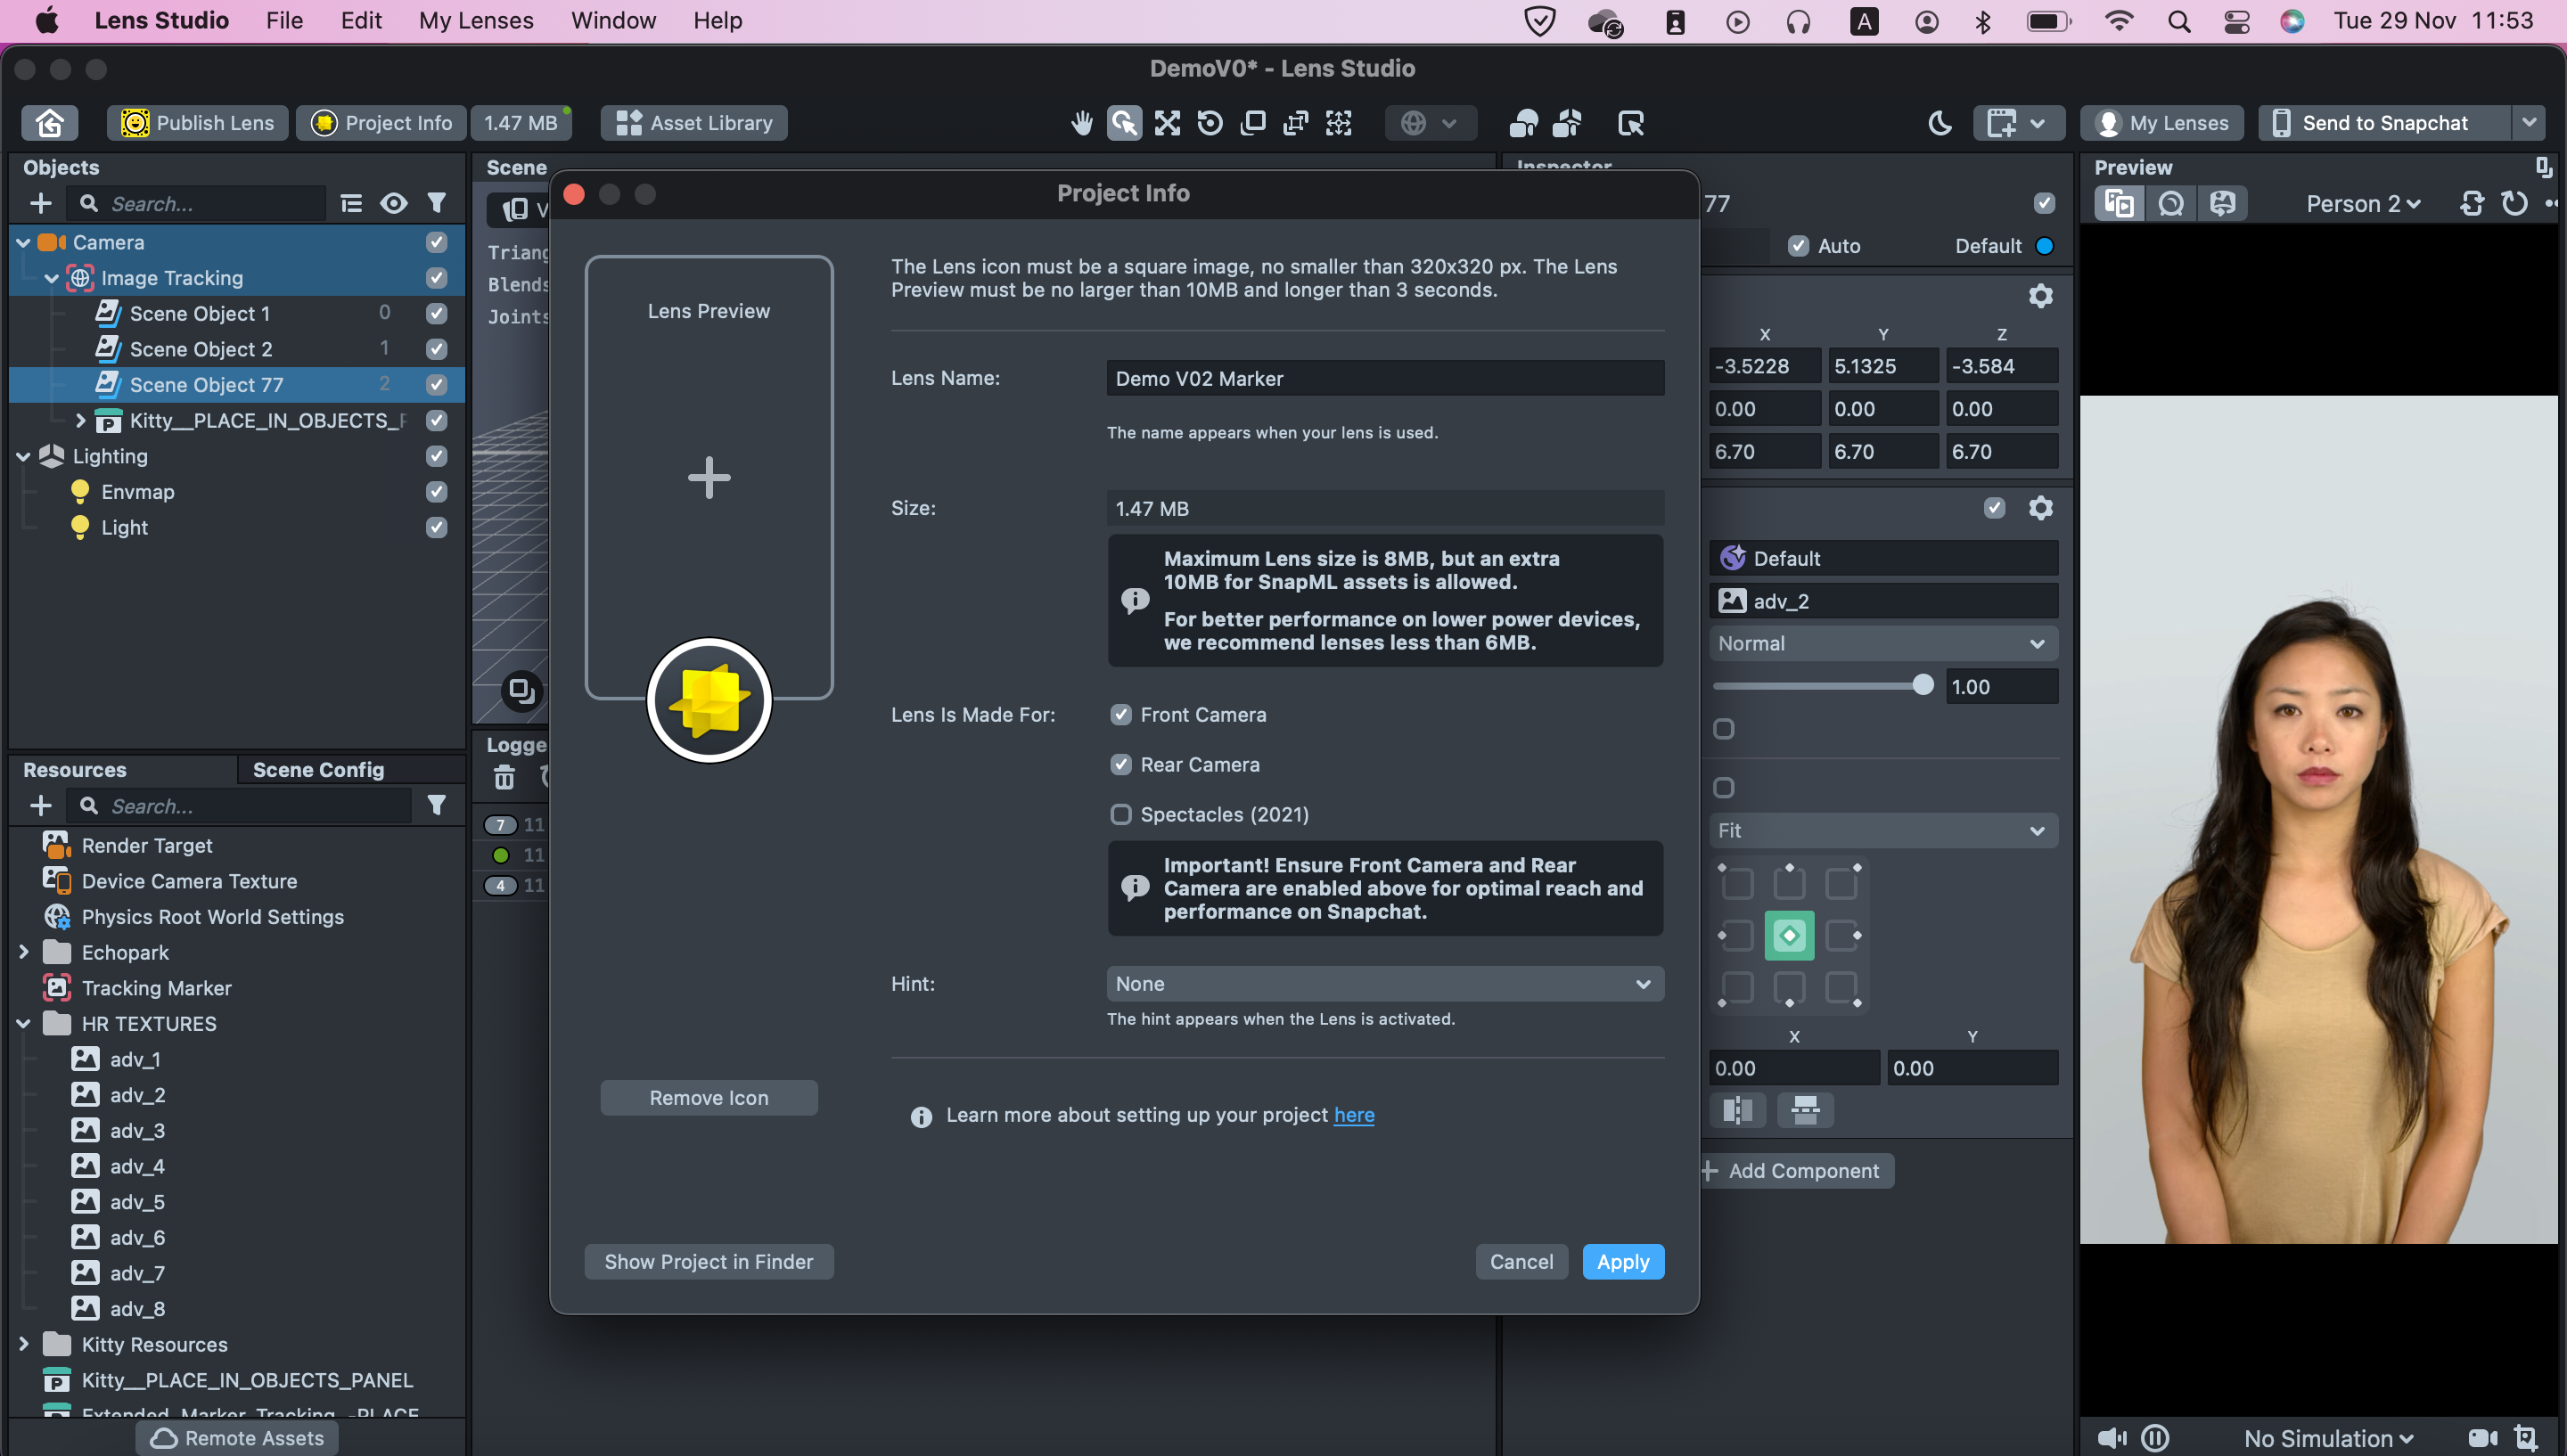 Lens Studio File Edit My Lenses Window Help
A
Tue 29 Nov 11:53
DemoV0* - Lens Studio
Publish Lens
Project Info
1.47 MB
Asset Library
My Lenses
Send to Snapchat
Objects
Search...
Camera
Image Tracking
Scene Object 1 0
Scene Object 2 1
Scene Object 77 2
Kitty__PLACE_IN_OBJECTS_
Lighting
Envmap
Light
Resources
Scene Config
Search...
Render Target
Device Camera Texture
Physics Root World Settings
Echopark
Tracking Marker
HR TEXTURES
adv_1
adv_2
adv_3
adv_4
adv_5
adv_6
adv_7
adv_8
Kitty Resources
Kitty__PLACE_IN_OBJECTS_PANEL
Extended_Marker_Tracking_-PLACE
Remote Assets
Scene
V
Triang
Blends
Joints
Logge
7 11
11
4 11
Project Info
Lens Preview
Remove Icon
Show Project in Finder
The Lens icon must be a square image, no smaller than 320x320 px. The Lens
Preview must be no larger than 10MB and longer than 3 seconds.
Lens Name:
Demo V02 Marker
The name appears when your lens is used.
Size:
1.47 MB
Maximum Lens size is 8MB, but an extra
10MB for SnapML assets is allowed.
For better performance on lower power devices,
we recommend lenses less than 6MB.
Lens Is Made For:
Front Camera
Rear Camera
Spectacles (2021)
Important! Ensure Front Camera and Rear
Camera are enabled above for optimal reach and
performance on Snapchat.
Hint:
None
The hint appears when the Lens is activated.
Learn more about setting up your project here
Cancel
Apply
Inspector
77
Auto
Default
X Y Z
-3.5228 5.1325 -3.584
0.00 0.00 0.00
6.70 6.70 6.70
Default
adv_2
Normal
1.00
Fit
X Y
0.00 0.00
Add Component
Preview
Person 2
No Simulation